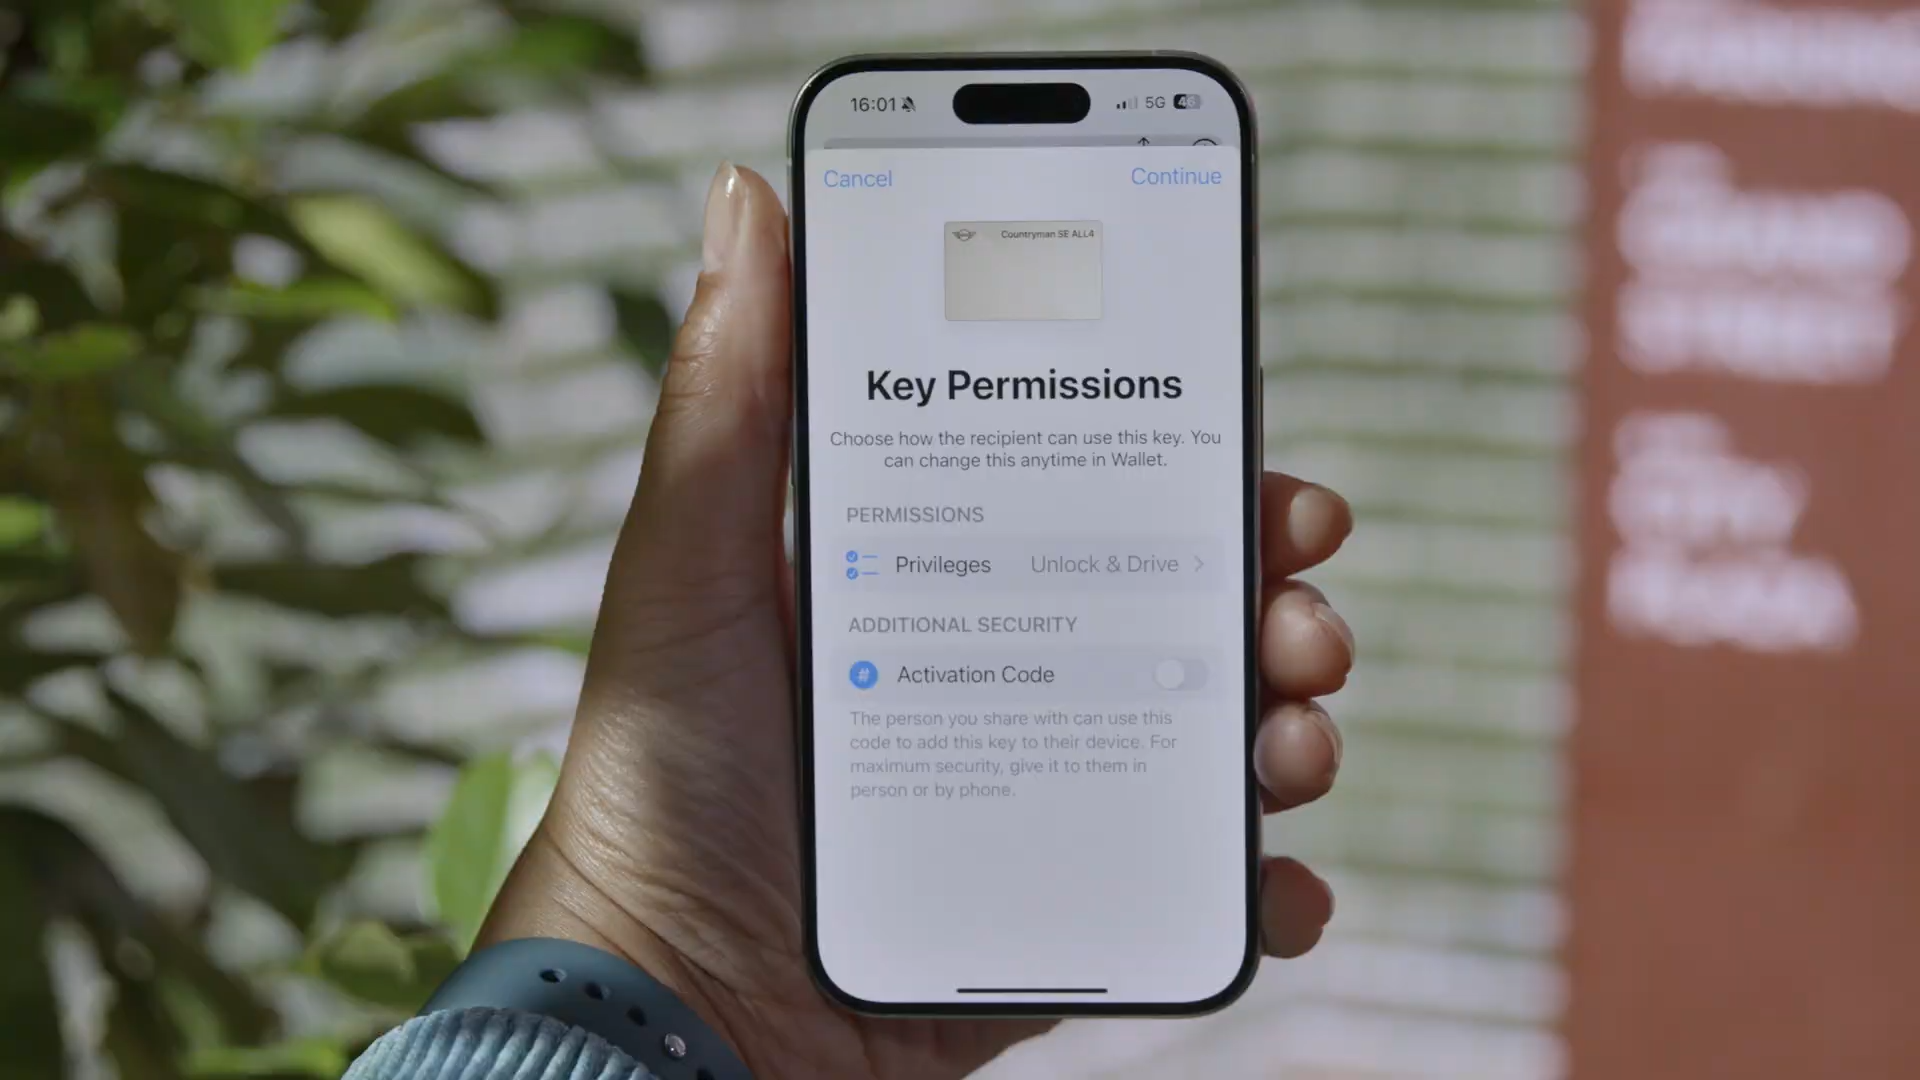 16:01
5G 46
Cancel
Continue
Countryman SE ALL4
Key Permissions
Choose how the recipient can use this key. You
can change this anytime in Wallet.
PERMISSIONS
Privileges
Unlock & Drive
ADDITIONAL SECURITY
#
Activation Code
The person you share with can use this
code to add this key to their device. For
maximum security, give it to them in
person or by phone.